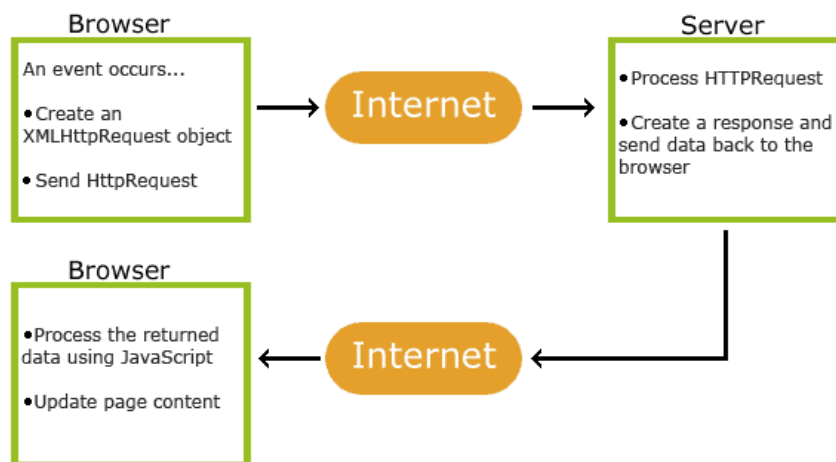 Browser
An event occurs...
•Create an
XMLHttpRequest object
• Send HttpRequest
Internet
Server
•Process HTTPRequest
•Create a response and
send data back to the
browser
Browser
•Process the returned
data using JavaScript
•Update page content
Internet